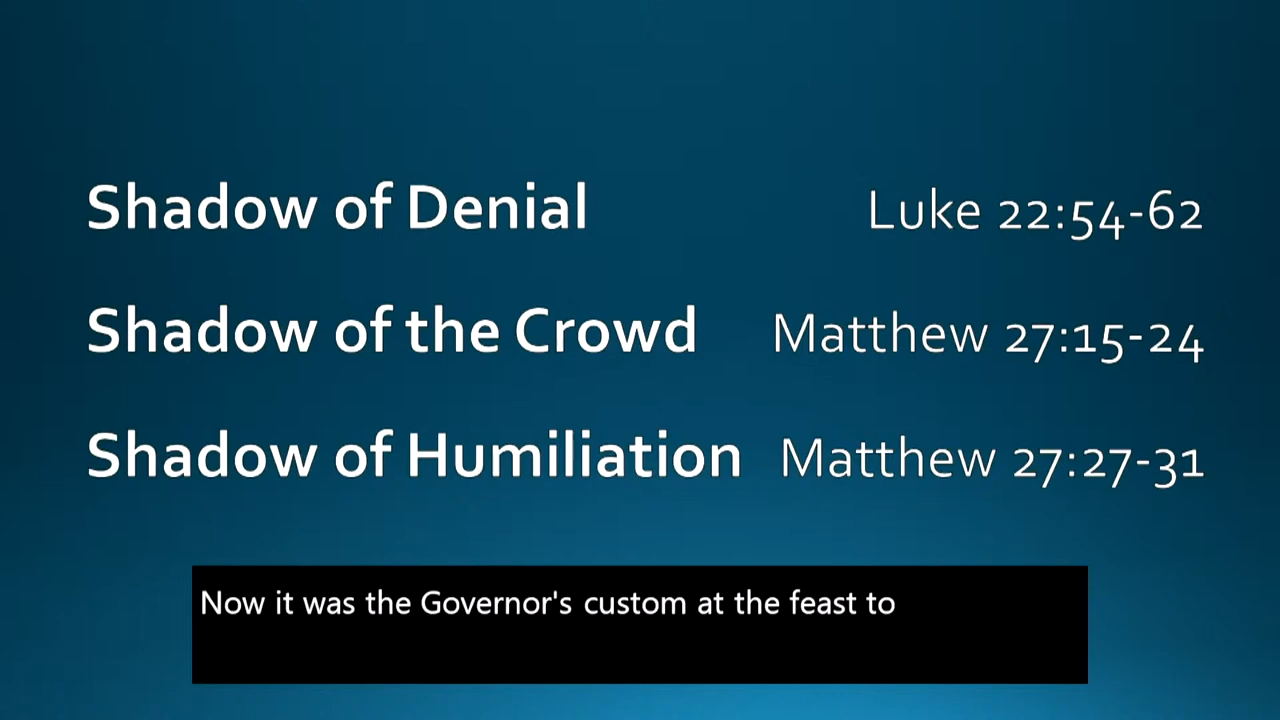 Shadow of Denial Luke 22:54-62
Shadow of the Crowd Matthew 27:15-24
Shadow of Humiliation Matthew 27:27-31
Now it was the Governor's custom at the feast to